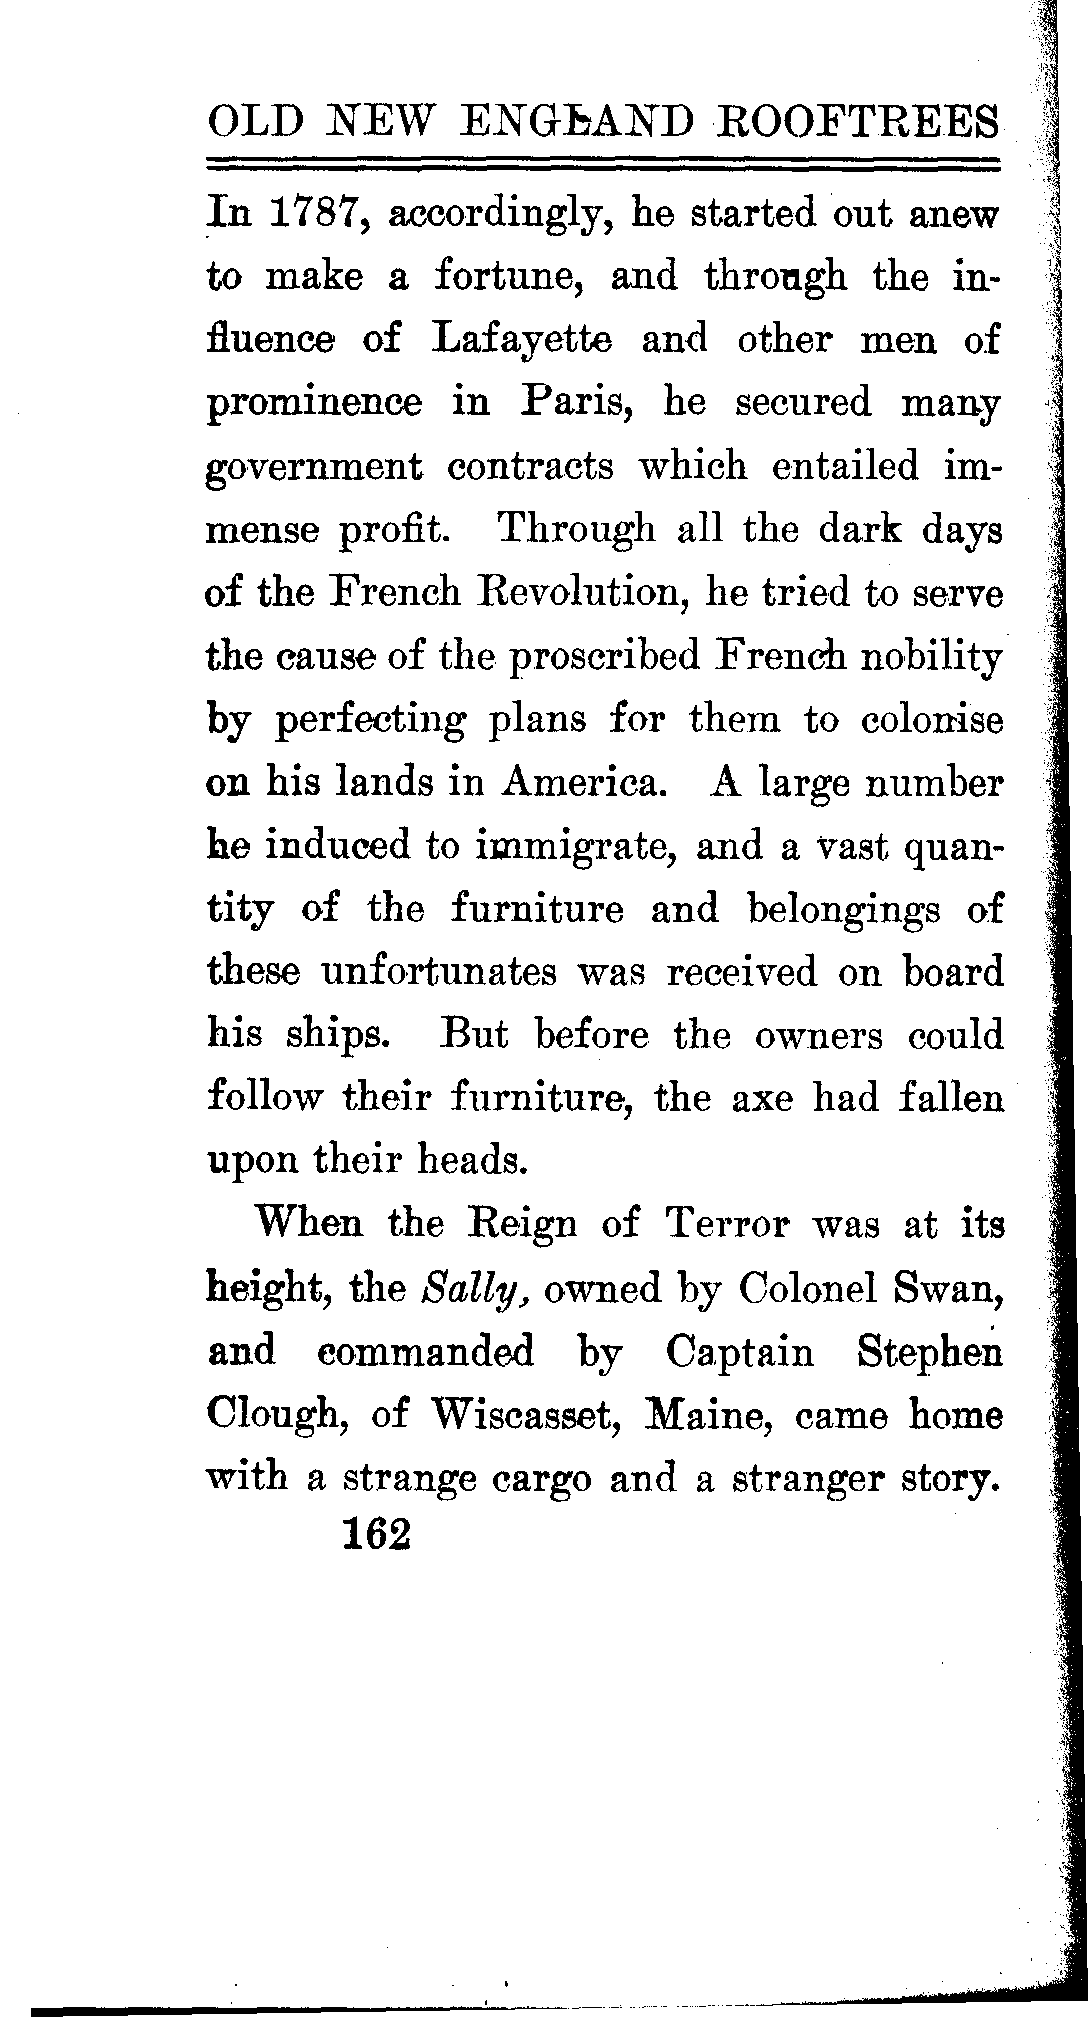 OLD NEW ENGLAND ROOFTREES
In 1787, accordingly, he started out anew
to make a fortune, and through the in-
fluence of Lafayette and other men of
prominence in Paris, he secured many
government contracts which entailed im-
mense profit. Through all the dark days
of the French Revolution, he tried to serve
the cause of the proscribed French nobility
by perfecting plans for them to colonise
on his lands in America. A large number
he induced to immigrate, and a vast quan-
tity of the furniture and belongings of
these unfortunates was received on board
his ships. But before the owners could
follow their furniture, the axe had fallen
upon their heads.
When the Reign of Terror was at its
height, the Sally, owned by Colonel Swan,
and commanded by Captain Stephen
Clough, of Wiscasset, Maine, came home
with a strange cargo and a stranger story.
162